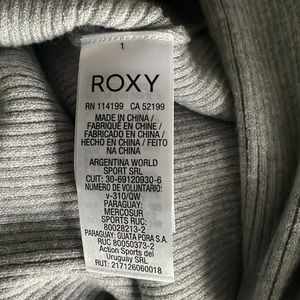 1
ROXY
RN 114199 CA 52199
MADE IN CHINA /
FABRIQUÉ EN CHINE /
FABRICADO EN CHINA /
HECHO EN CHINA / FEITO
NA CHINA
ARGENTINA WORLD
SPORT SRL
CUIT: 30-69120930-6
NUMERO DE VOLUNTARIO:
v-310/QW
PARAGUAY:
MERCOSUR
SPORTS RUC:
80028213-2
PARAGUAY: GUATA PORA S.A.
RUC 80050373-2
Action Sports del
Uruguay SRL
RUT: 217126060018